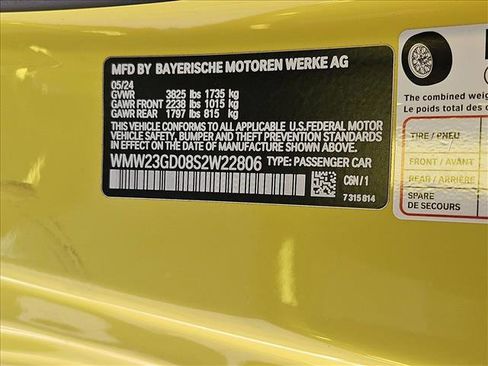 MFD BY BAYERISCHE MOTOREN WERKE AG
05/24
GVWR 3825 lbs 1735 kg
GAWR FRONT 2238 lbs 1015 kg
GAWR REAR 1797 lbs 815 kg
THIS VEHICLE CONFORMS TO ALL APPLICABLE U.S.FEDERAL MOTOR
VEHICLE SAFETY, BUMPER AND THEFT PREVENTION STANDARDS
IN EFFECT ON THE DATE OF MANUFACTURE SHOWN ABOVE.
WMW23GD08S2W22806 TYPE: PASSENGER CAR
C6N/1
7315814
The combined weig
Le poids total des
TIRE/PNEU
FRONT/AVANT
REAR/ARRIÈRE
SPARE
DE SECOURS